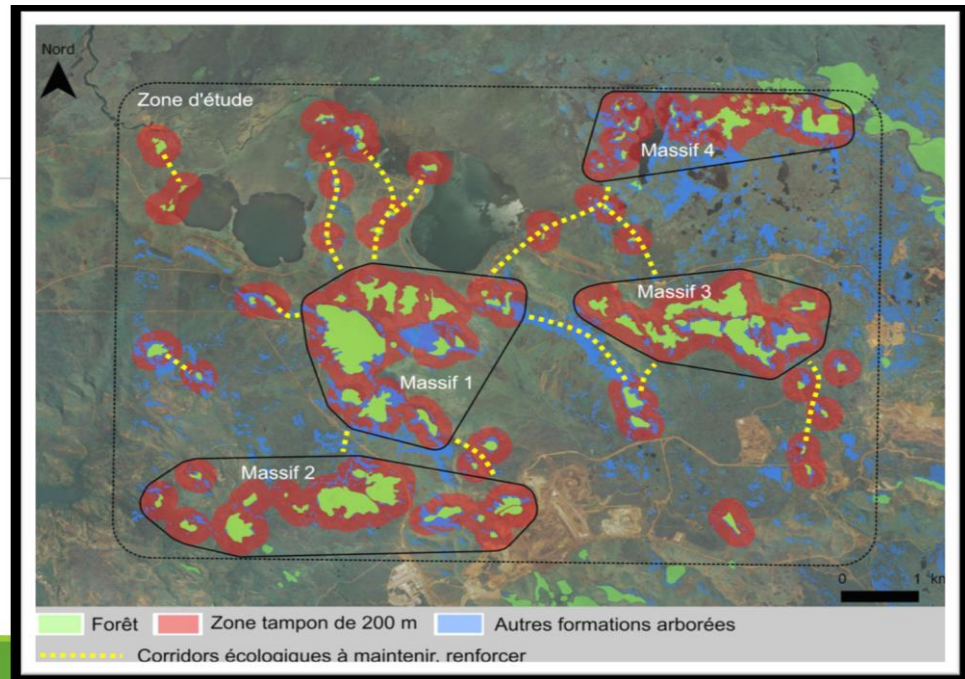 Nord
Zone d'étude
Massif 4
Massif 3
Massif 1
Massif 2
0 1 km
Forêt Zone tampon de 200 m Autres formations arborées
Corridors écologiques à maintenir, renforcer